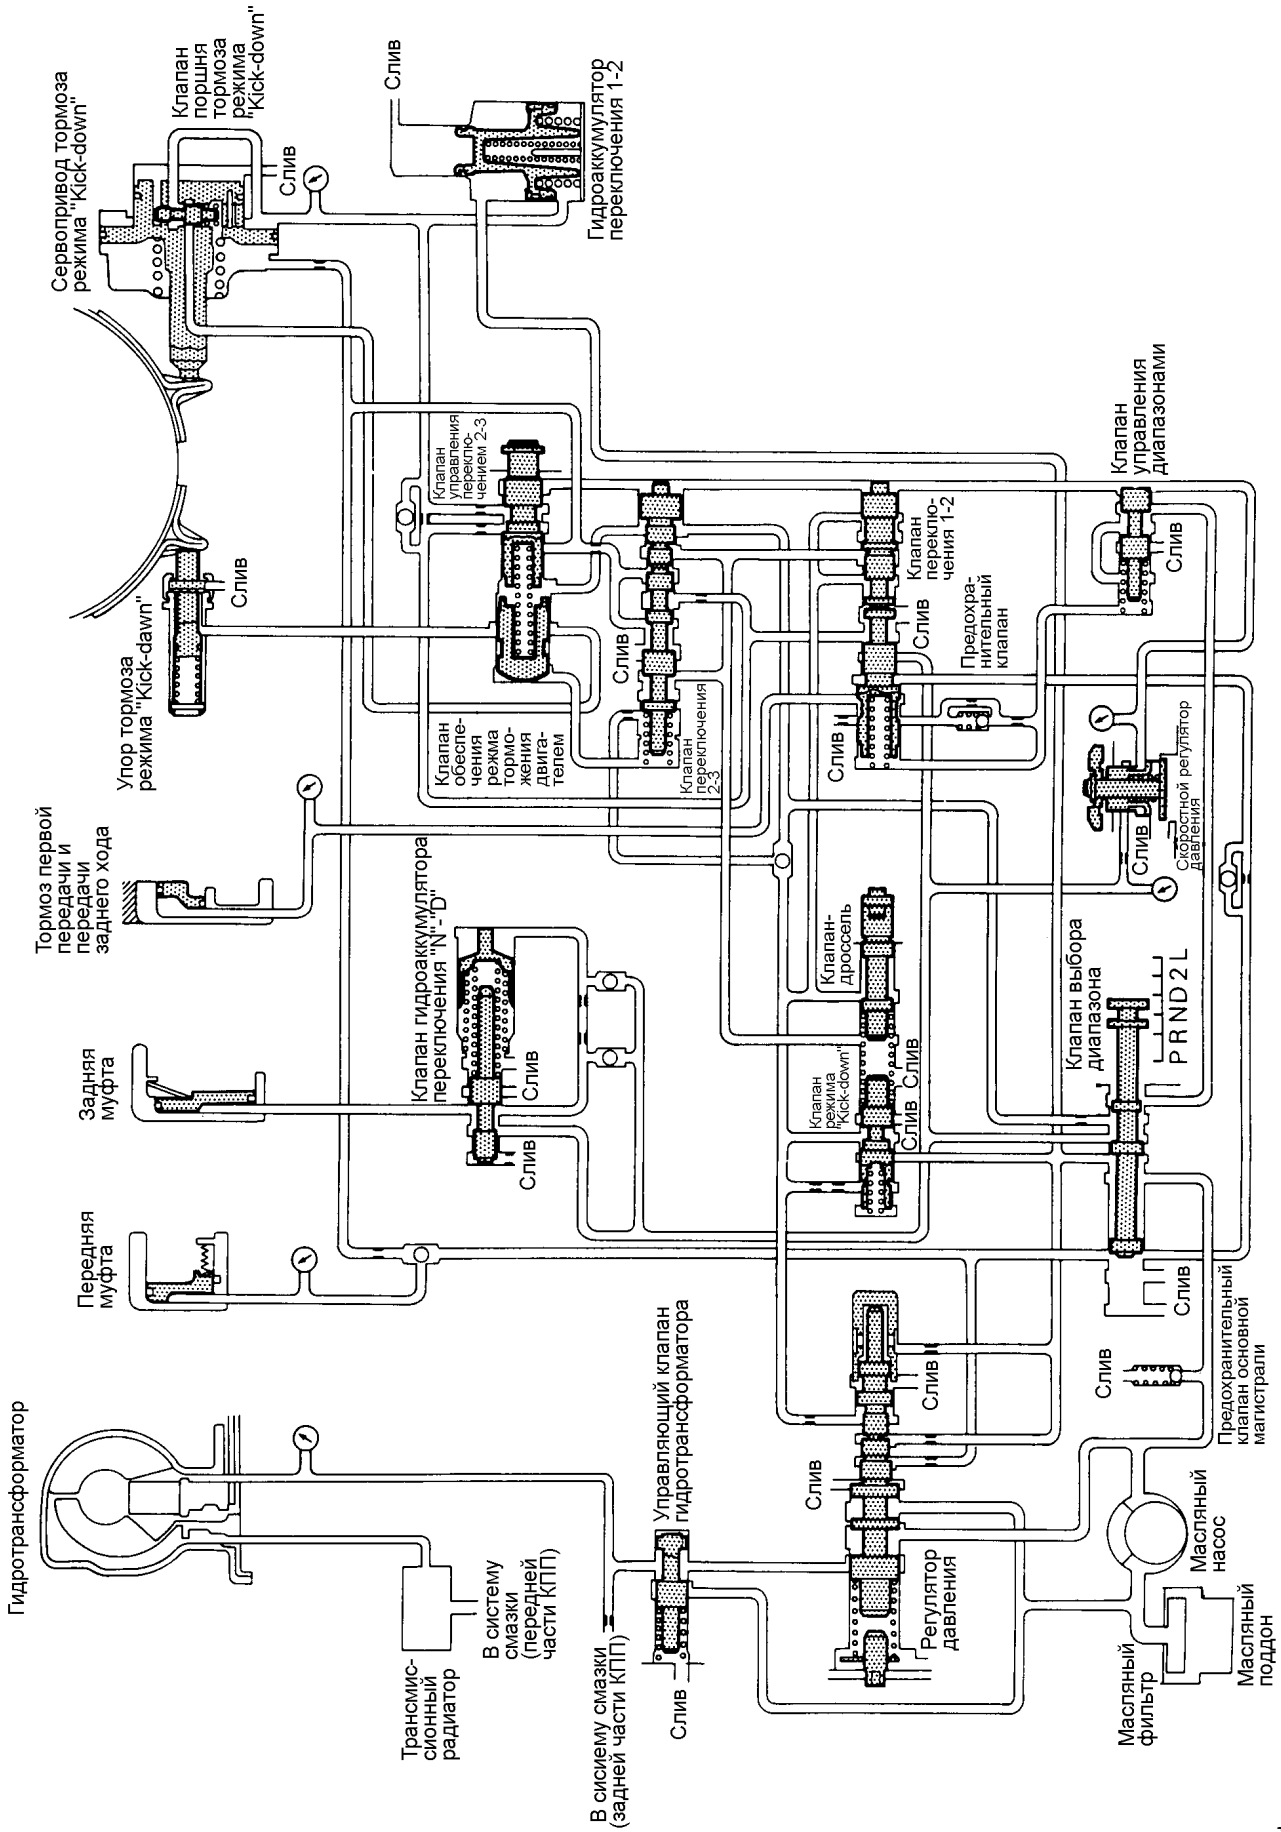 Гидротрансформатор
Передняя
муфта
Задняя
муфта
Тормоз первой
передачи и
передачи
заднего хода
Упор тормоза
режима "Kick-dawn"
Слив
Сервопривод тормоза
режима "Kick-down"
Клапан
поршня
тормоза
режима
"Kick-down"
Слив
Слив
Трансмис-
сионный
радиатор
В систему
смазки
(передней
части КПП)
Клапан гидроаккумулятора
переключения "N"-"D"
Слив
Слив
Клапан
обеспе-
чения
режма
тормо-
жения
двига-
телем
Клапан
управления
переклю-
чением 2-3
Гидроаккумулятор
переключения 1-2
В сисиему смазки
(задней части КПП)
Управляющий клапан
гидротрансформатора
Слив
Слив
Клапан
переключения
2-3
Слив
Клапан
режима
"Kick-down"
Слив
Слив
Клапан-
дроссель
Слив
Слив
Клапан
переклю-
чения 1-2
Предохра-
нительный
клапан
Регулятор
давления
Слив
Слив
Клапан выбора
диапазона
P R N D 2 L
Слив
Скоростной регулятор
давления
Слив
Клапан
управления
диапазонами
Слив
Слив
Предохранительный
клапан основной
магистрали
Масляный
фильтр
Масляный
насос
Масляный
поддон